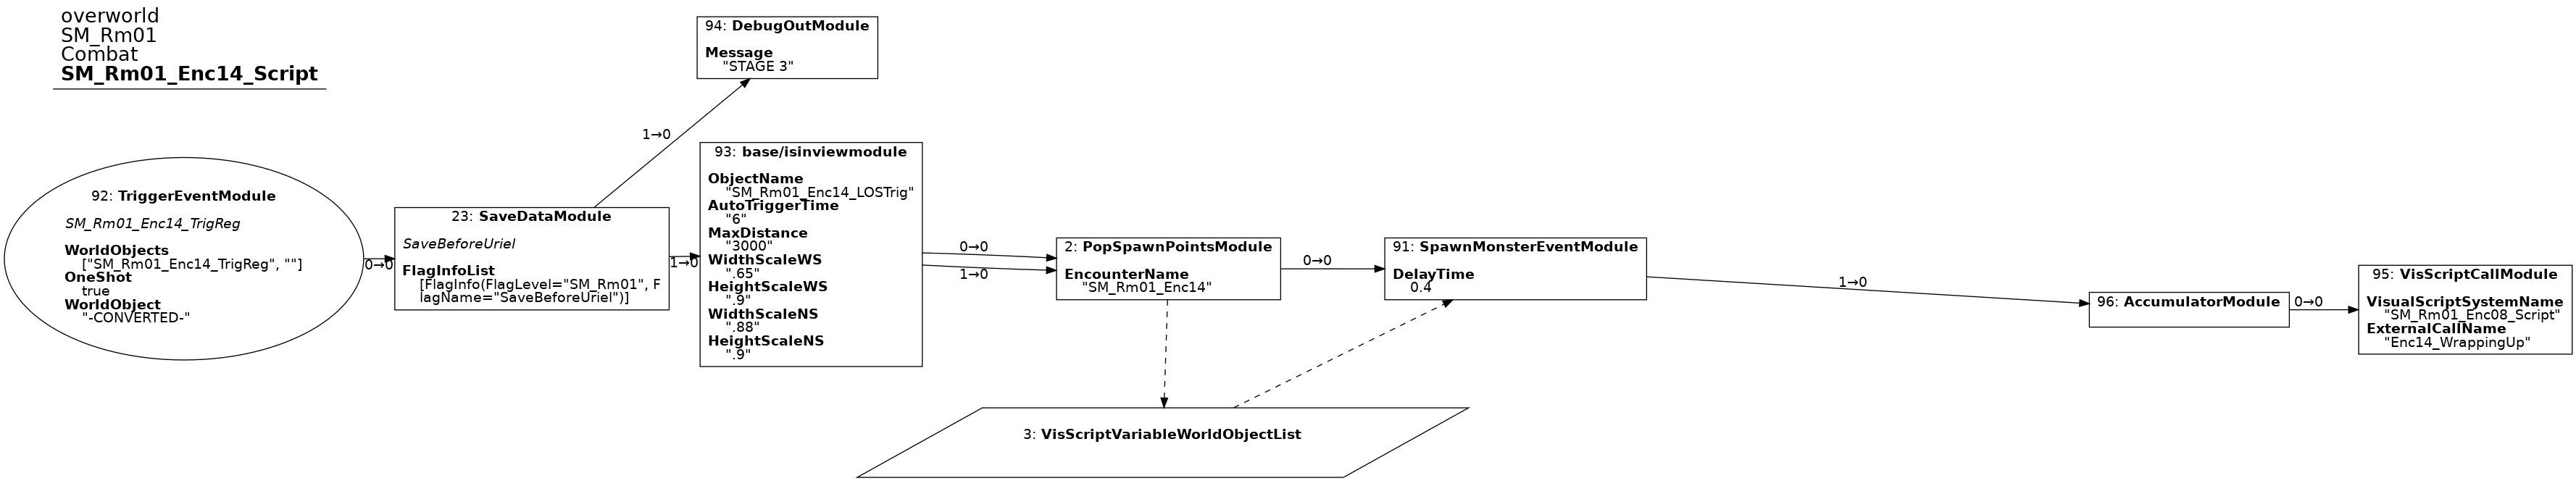 overworld
SM_Rm01
Combat
SM_Rm01_Enc14_Script
94: DebugOutModule
Message
"STAGE 3"
1→0
92: TriggerEventModule
SM_Rm01_Enc14_TrigReg
WorldObjects
["SM_Rm01_Enc14_TrigReg", ""]
OneShot
true
WorldObject
"-CONVERTED-"
0→0
23: SaveDataModule
SaveBeforeUriel
FlagInfoList
[FlagInfo(FlagLevel="SM_Rm01", F
lagName="SaveBeforeUriel")]
1→0
93: base/isinviewmodule
ObjectName
"SM_Rm01_Enc14_LOSTrig"
AutoTriggerTime
"6"
MaxDistance
"3000"
WidthScaleWS
".65"
HeightScaleWS
".9"
WidthScaleNS
".88"
HeightScaleNS
".9"
0→0
1→0
2: PopSpawnPointsModule
EncounterName
"SM_Rm01_Enc14"
0→0
91: SpawnMonsterEventModule
DelayTime
0.4
1→0
96: AccumulatorModule
0→0
95: VisScriptCallModule
VisualScriptSystemName
"SM_Rm01_Enc08_Script"
ExternalCallName
"Enc14_WrappingUp"
3: VisScriptVariableWorldObjectList